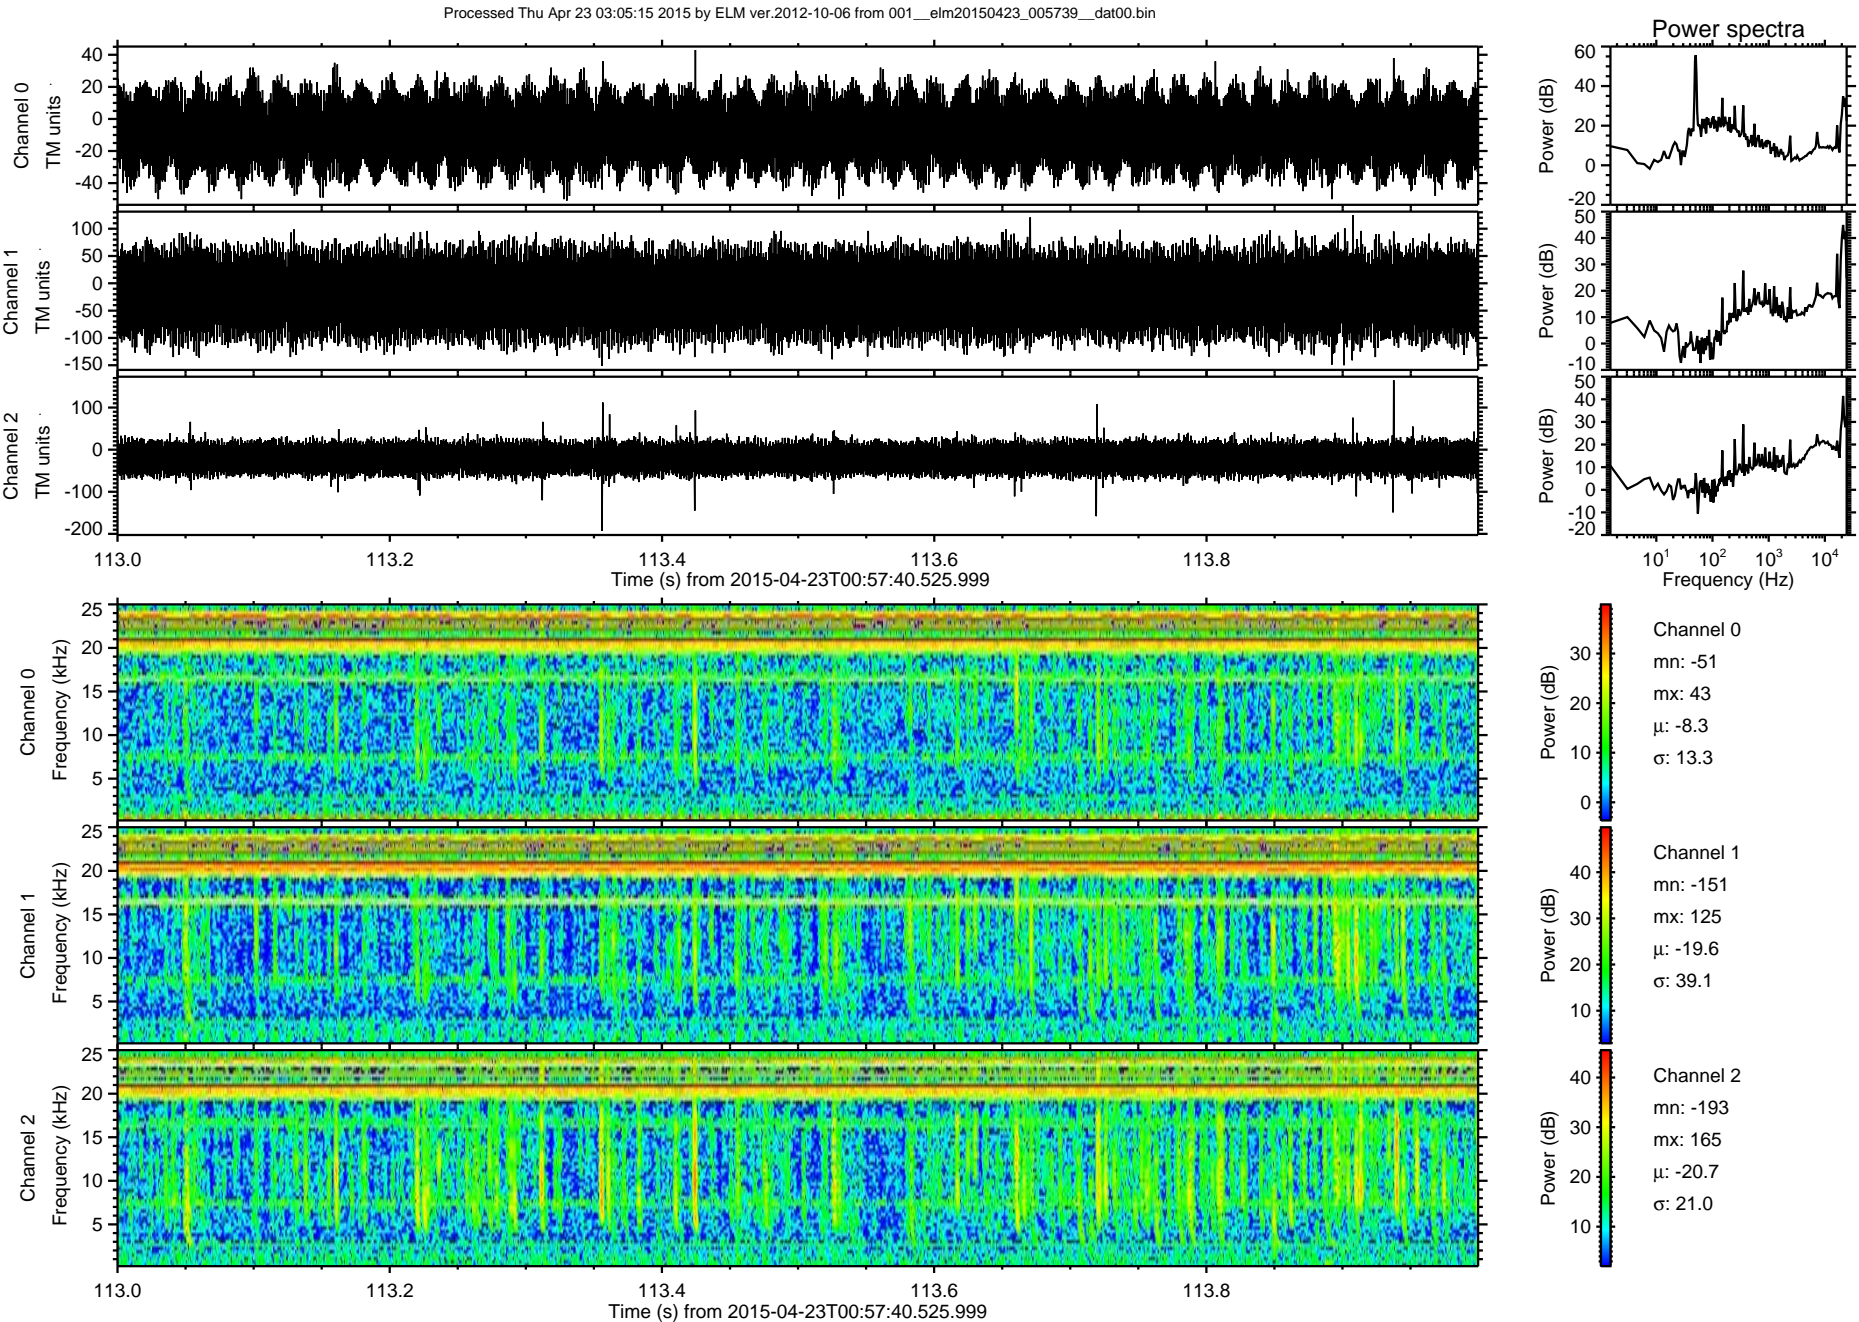 Processed Thu Apr 23 03:05:15 2015 by ELM ver.2012-10-06 from 001__elm20150423_005739__dat00.bin
Power spectra
Channel 0
TM units
40
20
0
-20
-40
Power (dB)
60
40
20
0
-20
Channel 1
TM units
100
50
0
-50
-100
-150
Power (dB)
50
40
30
20
10
0
-10
Channel 2
TM units
100
0
-100
-200
Power (dB)
50
40
30
20
10
0
-10
-20
113.0 113.2 113.4 113.6 113.8
Time (s) from 2015-04-23T00:57:40.525.999
10¹ 10² 10³ 10⁴
Frequency (Hz)
Channel 0
Frequency (kHz)
25
20
15
10
5
Power (dB)
30
20
10
0
Channel 0
mn: -51
mx: 43
μ: -8.3
σ: 13.3
Channel 1
Frequency (kHz)
25
20
15
10
5
Power (dB)
40
30
20
10
Channel 1
mn: -151
mx: 125
μ: -19.6
σ: 39.1
Channel 2
Frequency (kHz)
25
20
15
10
5
Power (dB)
40
30
20
10
Channel 2
mn: -193
mx: 165
μ: -20.7
σ: 21.0
113.0 113.2 113.4 113.6 113.8
Time (s) from 2015-04-23T00:57:40.525.999